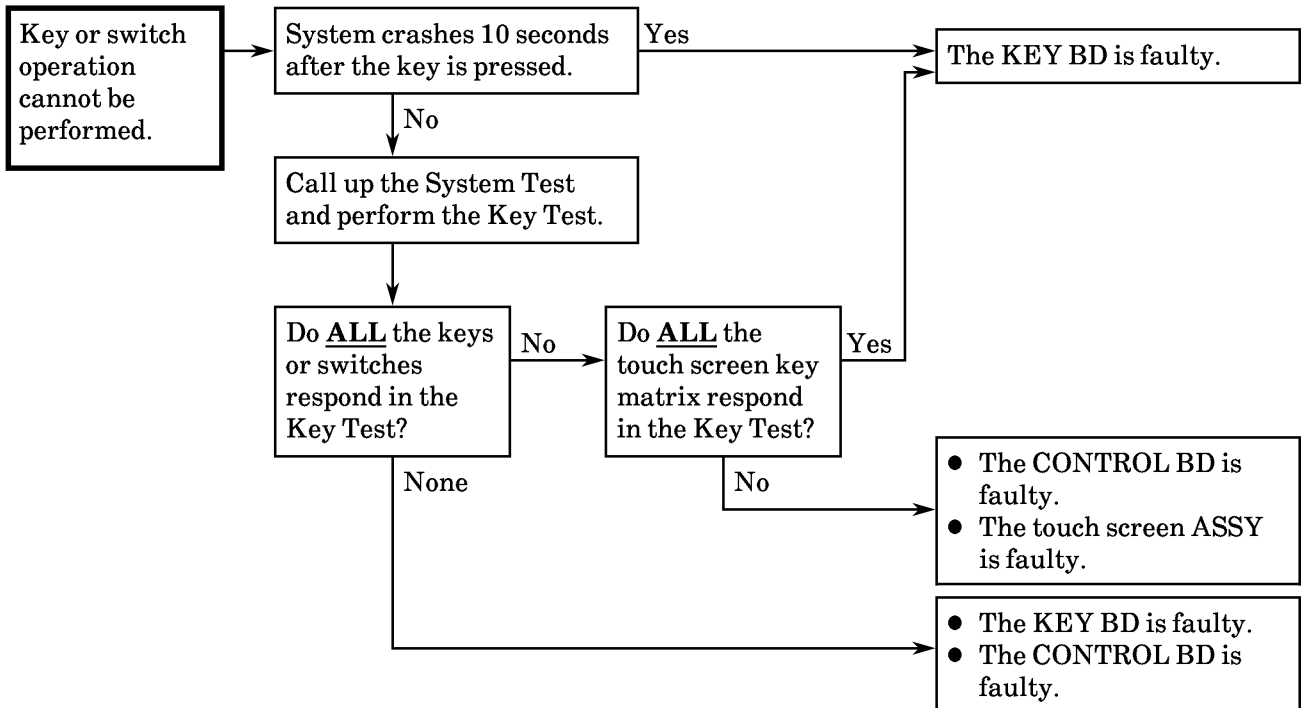 Key or switch
operation
cannot be
performed.
System crashes 10 seconds
after the key is pressed.
Yes
The KEY BD is faulty.
No
Call up the System Test
and perform the Key Test.
Do ALL the keys
or switches
respond in the
Key Test?
No
Do ALL the
touch screen key
matrix respond
in the Key Test?
Yes
None
No
● The CONTROL BD is
faulty.
● The touch screen ASSY
is faulty.
● The KEY BD is faulty.
● The CONTROL BD is
faulty.